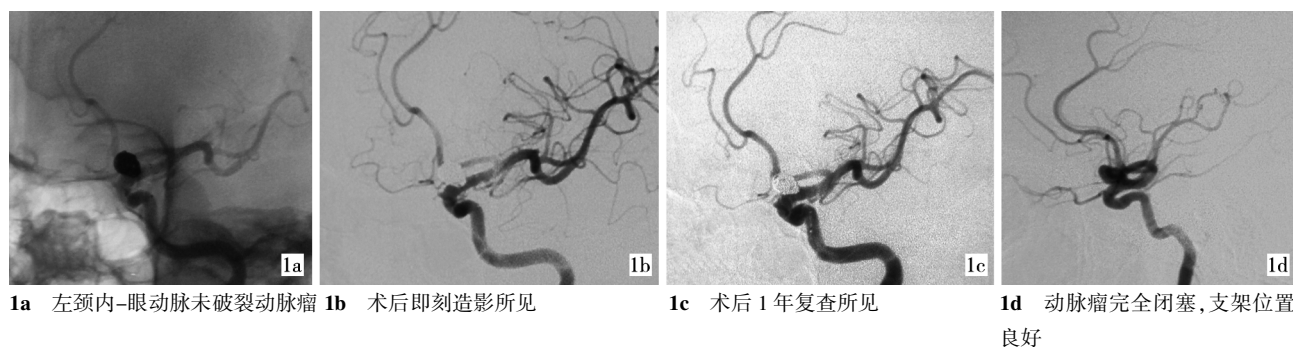 1a
1b
1c
1d
1a 左颈内-眼动脉未破裂动脉瘤 1b 术后即刻造影所见 1c 术后 1 年复查所见 1d 动脉瘤完全闭塞,支架位置
良好